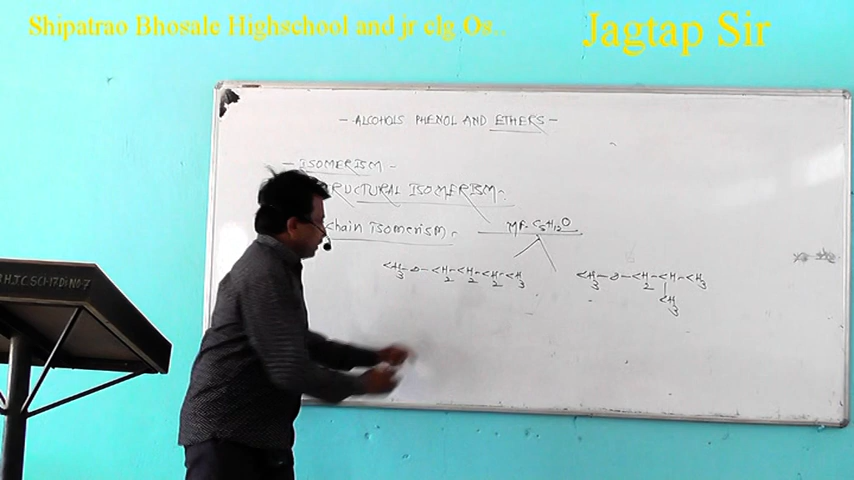 Shipatrao Bhosale Highschool and jr clg Os..
Jagtap Sir
- ALCOHOLS PHENOL AND ETHERS -
- ISOMERISM -
STRUCTURAL ISOMERISM:
Chain Isomerism
MF- C5H12O
CH3-O-CH2-CH2-CH2-CH3
CH3-O-CH2-CH-CH3
CH3